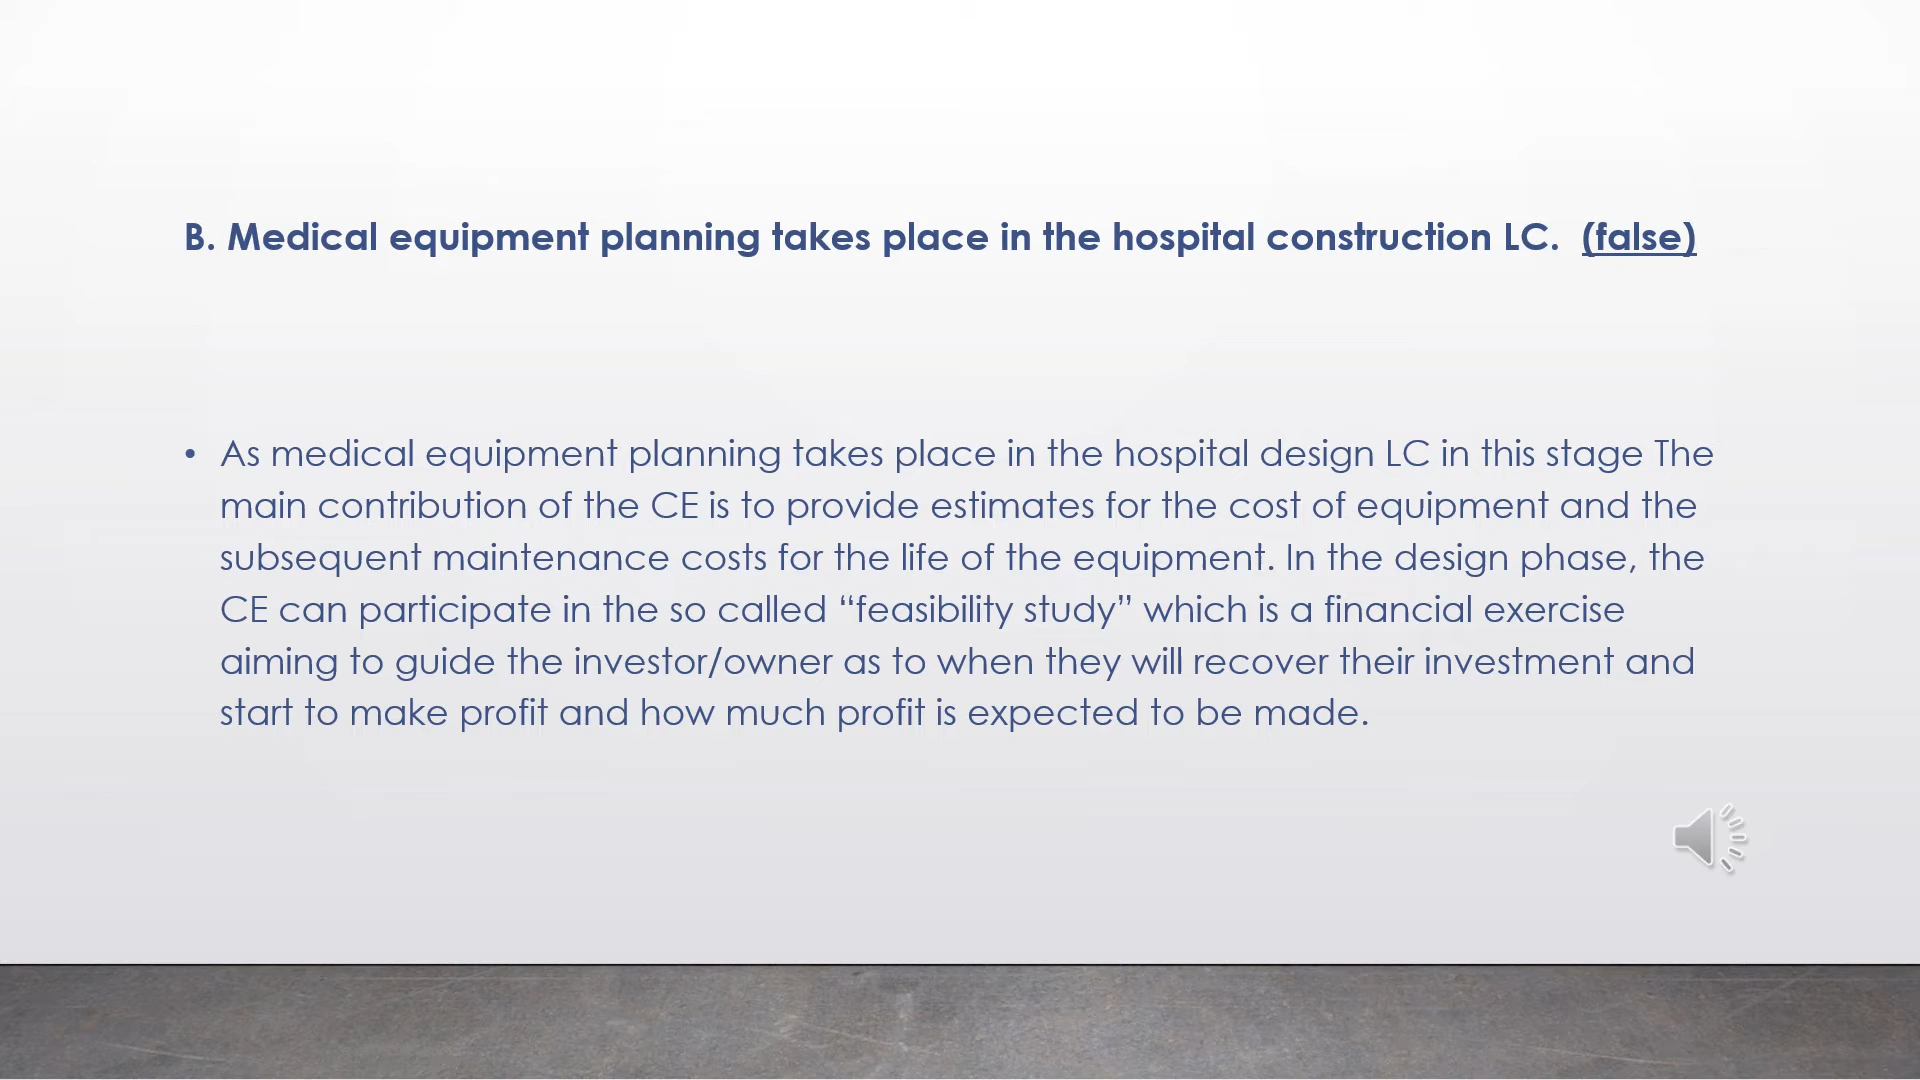 B. Medical equipment planning takes place in the hospital construction LC. (false)
• As medical equipment planning takes place in the hospital design LC in this stage The
main contribution of the CE is to provide estimates for the cost of equipment and the
subsequent maintenance costs for the life of the equipment. In the design phase, the
CE can participate in the so called “feasibility study” which is a financial exercise
aiming to guide the investor/owner as to when they will recover their investment and
start to make profit and how much profit is expected to be made.